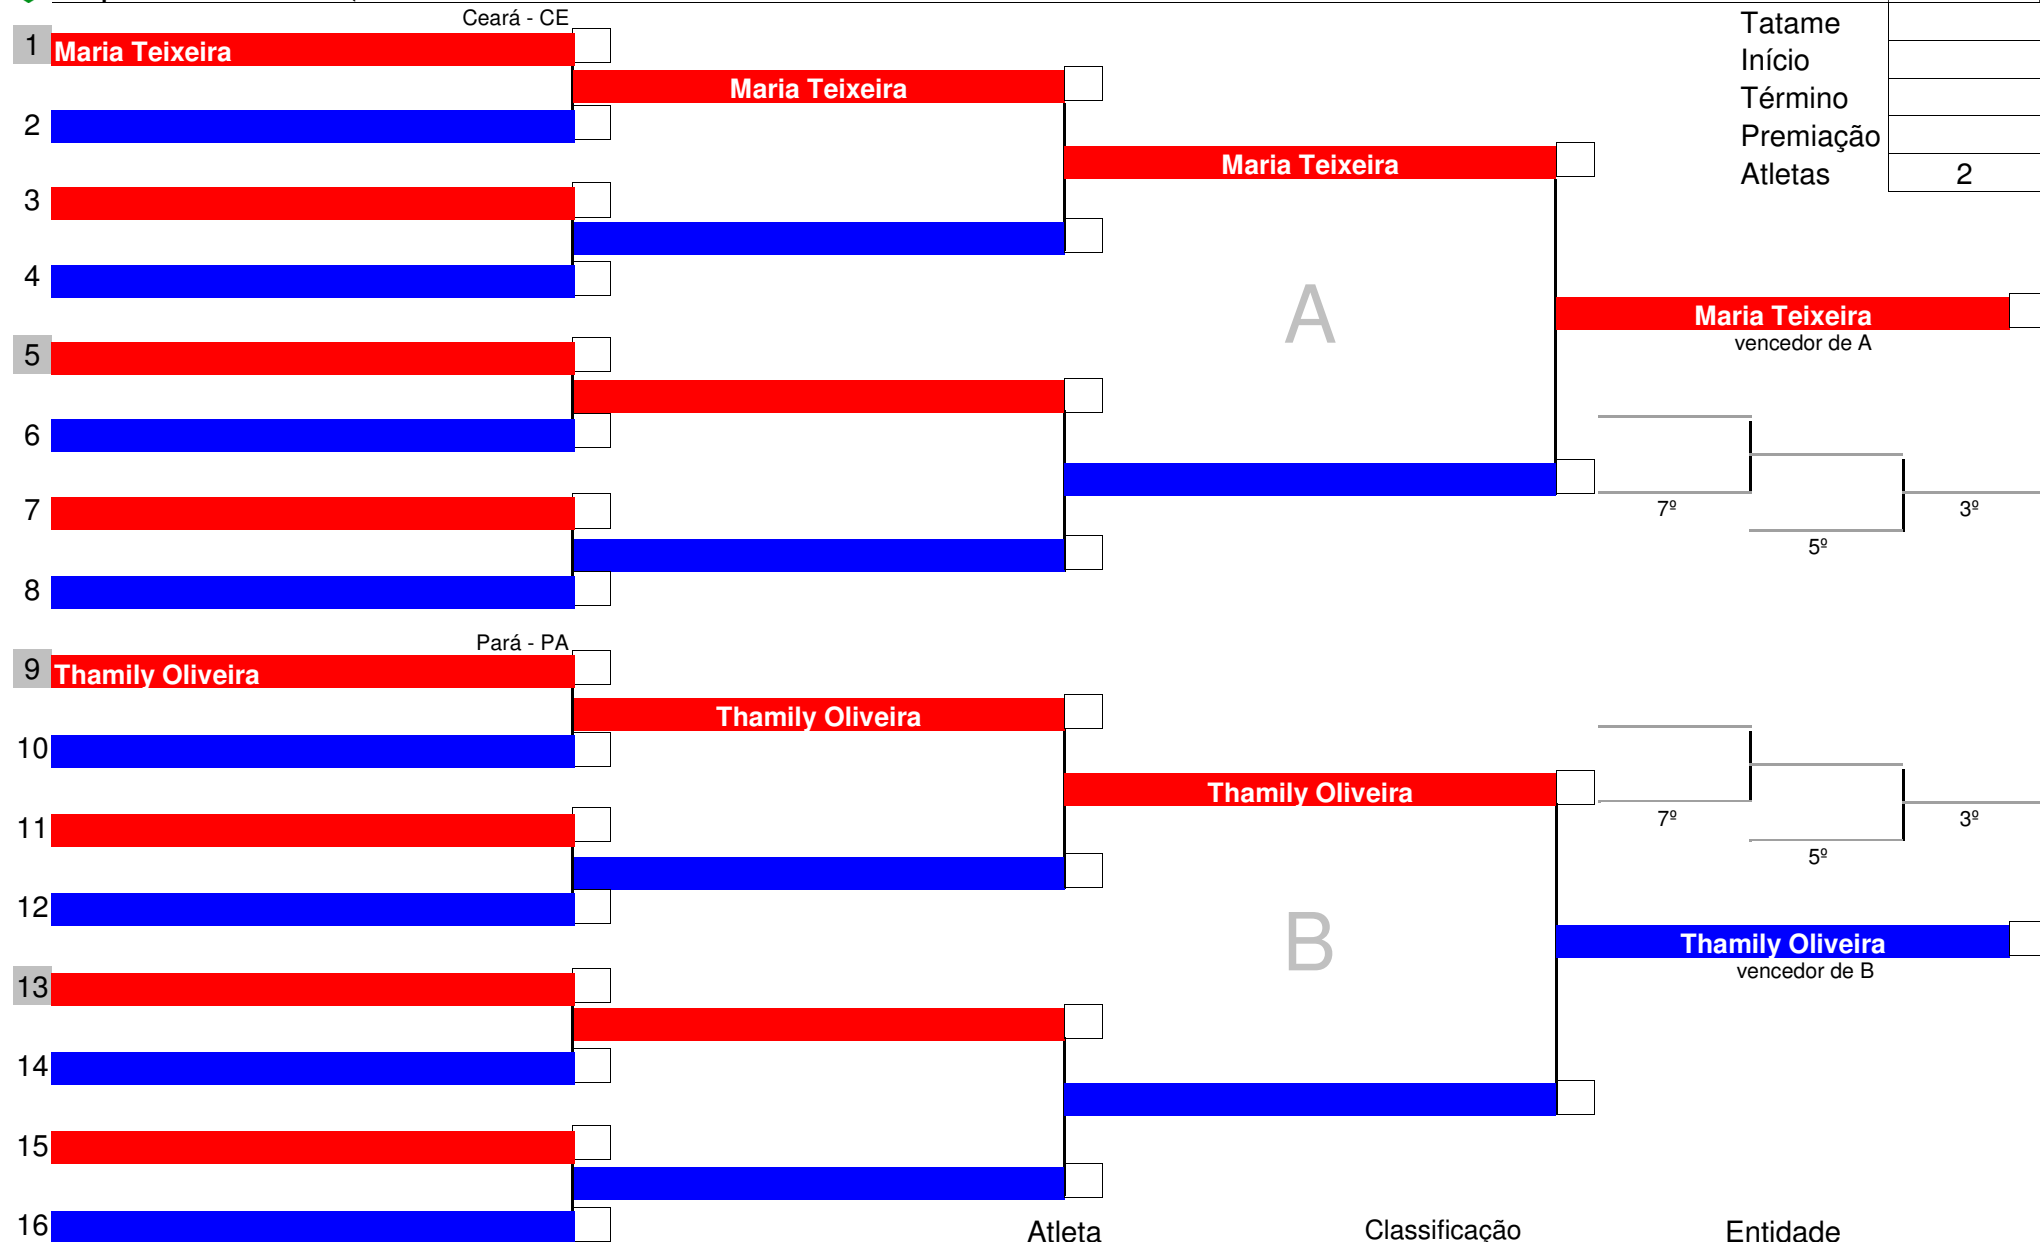 Ceará - CE
1 Maria Teixeira
Maria Teixeira
2
Maria Teixeira
3
4
Tatame
Início
Término
Premiação
Atletas 2
A
Maria Teixeira
vencedor de A
5
6
7
8
7º
3º
5º
Pará - PA
9 Thamily Oliveira
Thamily Oliveira
10
Thamily Oliveira
11
12
7º
3º
5º
B
Thamily Oliveira
vencedor de B
13
14
15
16
Atleta Classificação Entidade